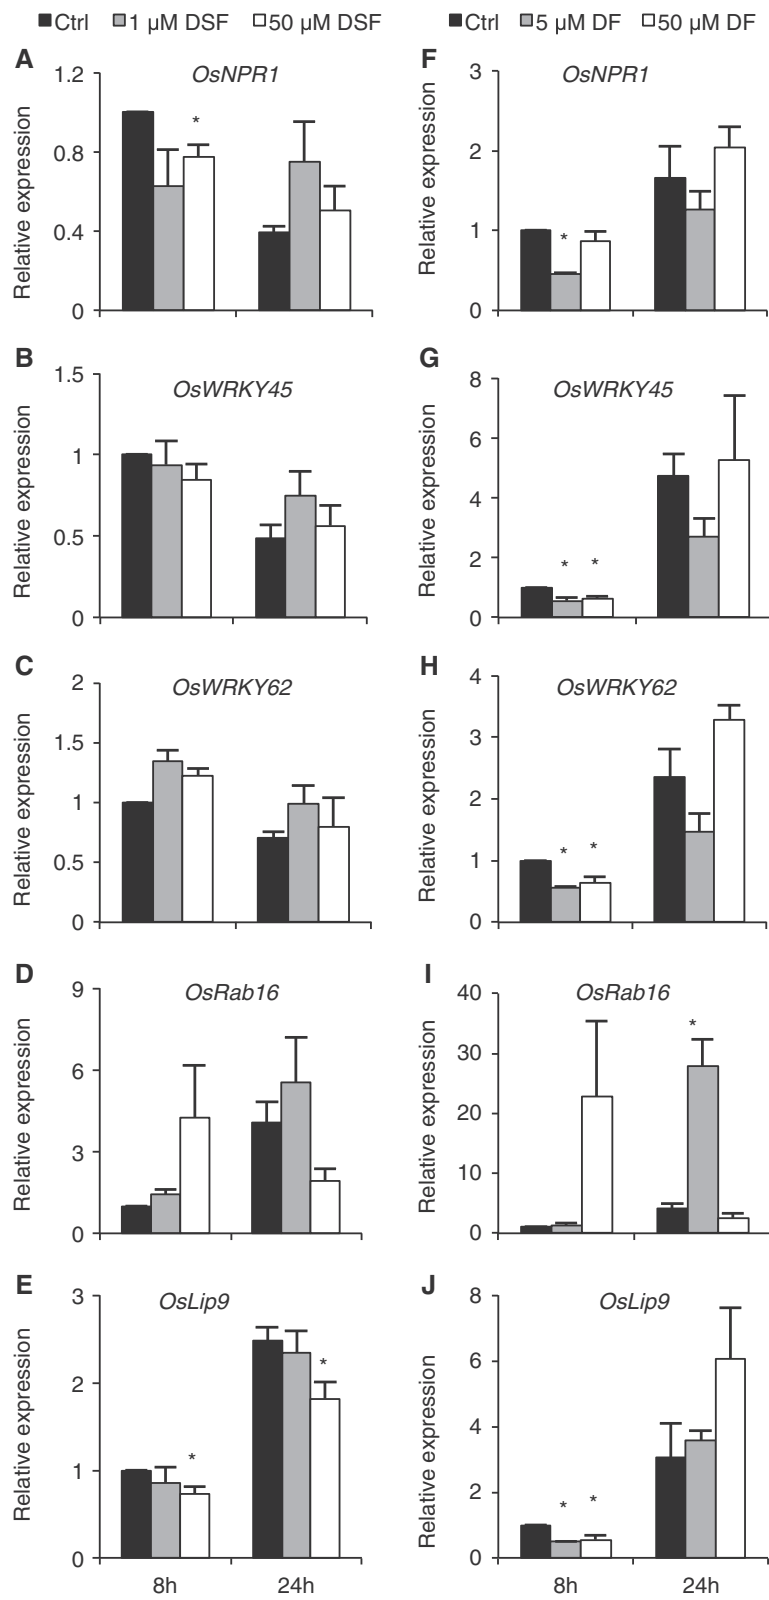 Ctrl 1 µM DSF 50 µM DSF
Ctrl 5 µM DF 50 µM DF
A
OsNPR1
Relative expression
1.2
0.8
0.4
0
*
F
OsNPR1
Relative expression
3
2
1
0
*
B
OsWRKY45
Relative expression
1.5
1
0.5
0
G
OsWRKY45
Relative expression
8
6
4
2
0
* *
C
OsWRKY62
Relative expression
2
1.5
1
0.5
0
H
OsWRKY62
Relative expression
4
3
2
1
0
* *
D
OsRab16
Relative expression
9
6
3
0
I
OsRab16
Relative expression
40
30
20
10
0
*
E
OsLip9
Relative expression
3
2
1
0
*
*
8h 24h
J
OsLip9
Relative expression
8
6
4
2
0
* *
8h 24h